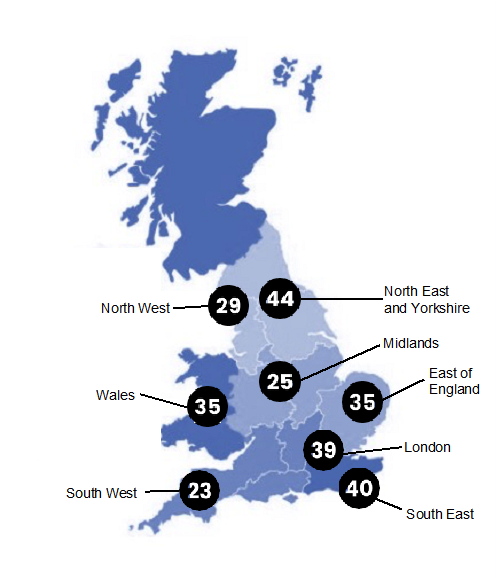 North East
and Yorkshire
44
North West
29
Midlands
25
East of
England
35
Wales
35
London
39
South West
23
40
South East